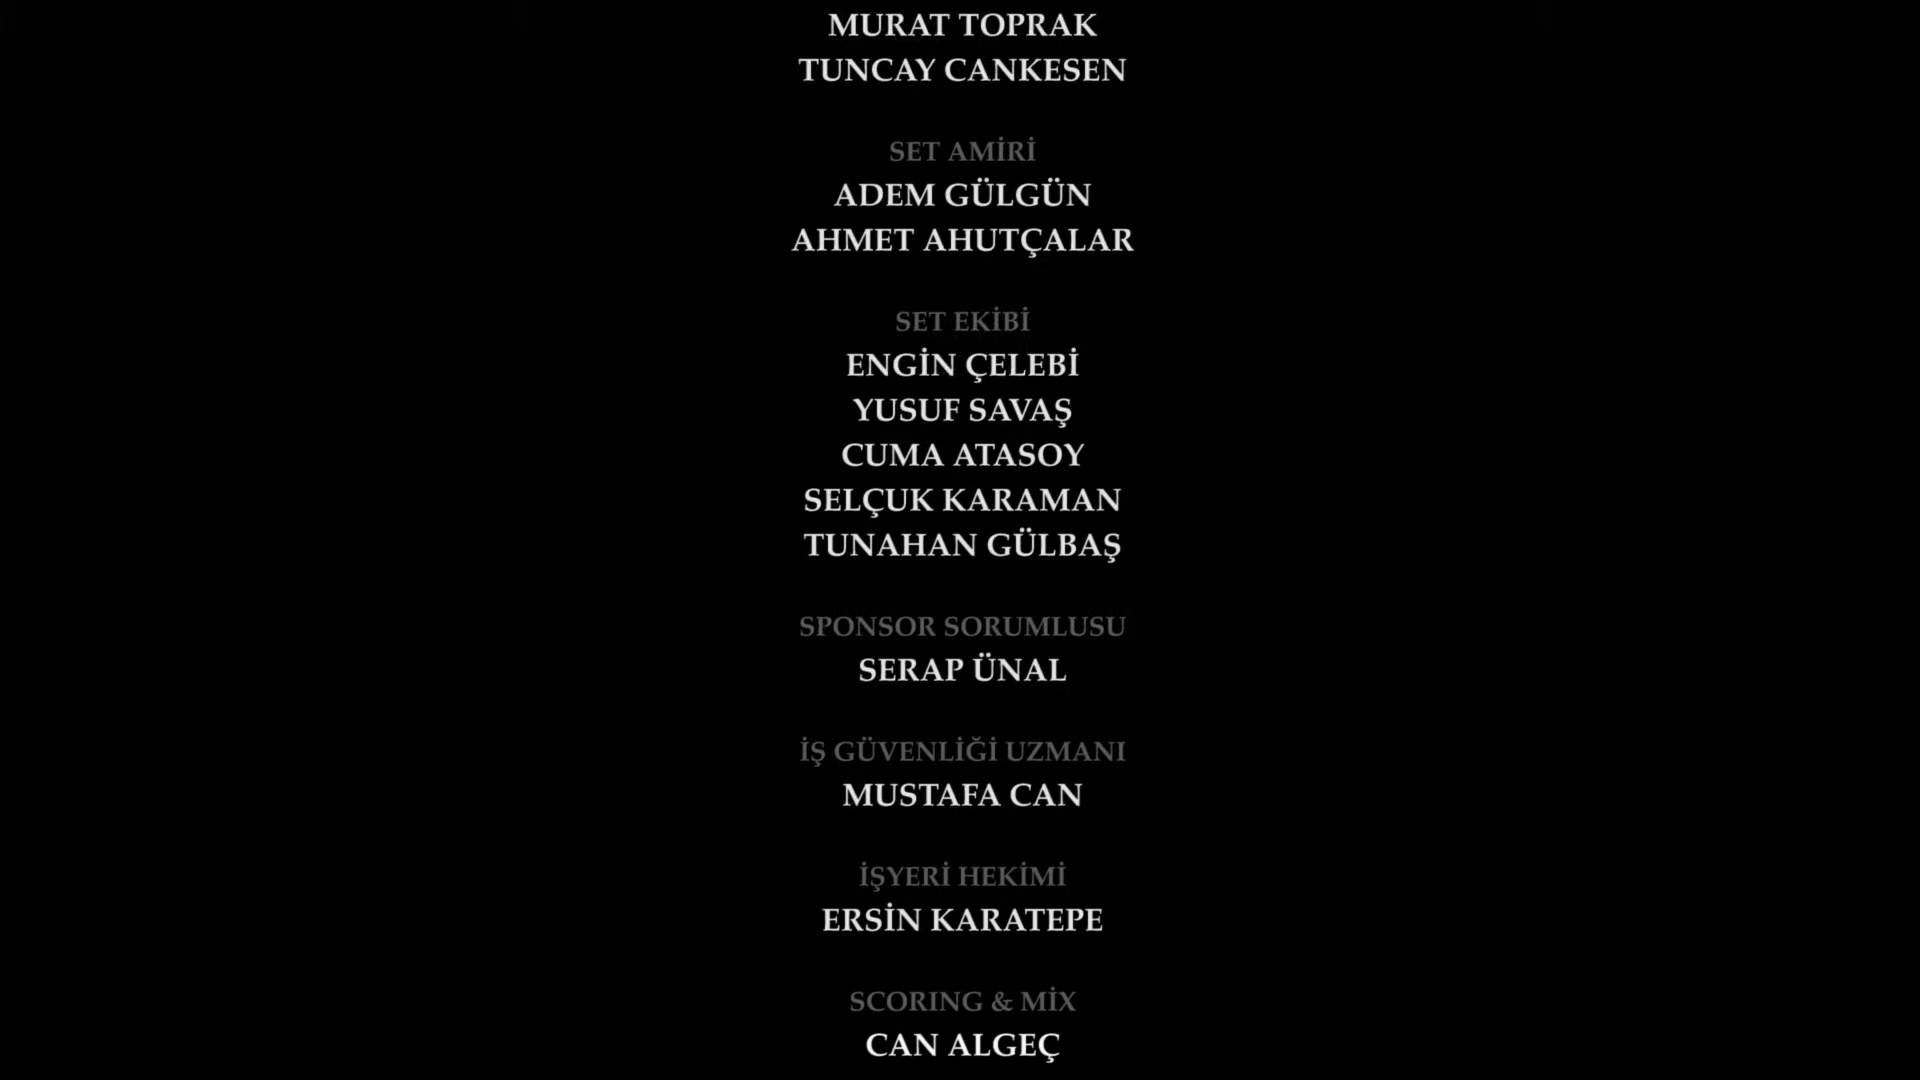 MURAT TOPRAK
TUNCAY CANKESEN
SET AMİRİ
ADEM GÜLGÜN
AHMET AHUTÇALAR
SET EKİBİ
ENGİN ÇELEBİ
YUSUF SAVAŞ
CUMA ATASOY
SELÇUK KARAMAN
TUNAHAN GÜLBAŞ
SPONSOR SORUMLUSU
SERAP ÜNAL
İŞ GÜVENLİĞİ UZMANI
MUSTAFA CAN
İŞYERİ HEKİMİ
ERSİN KARATEPE
SCORING & MİX
CAN ALGEÇ